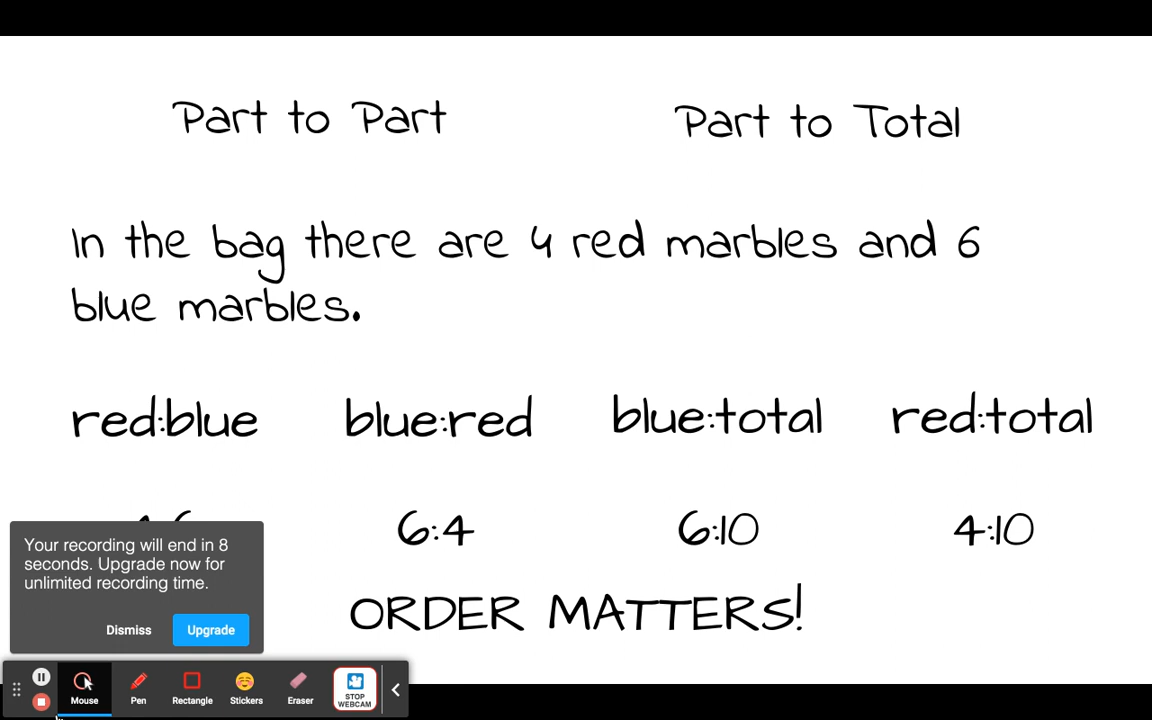 Part to Part
Part to Total
In the bag there are 4 red marbles and 6
blue marbles.
red:blue
blue:red
blue:total
red:total
6:4
6:10
4:10
ORDER MATTERS!
Your recording will end in 8
seconds. Upgrade now for
unlimited recording time.
Dismiss
Upgrade
Mouse
Pen
Rectangle
Stickers
Eraser
STOP
WEBCAM